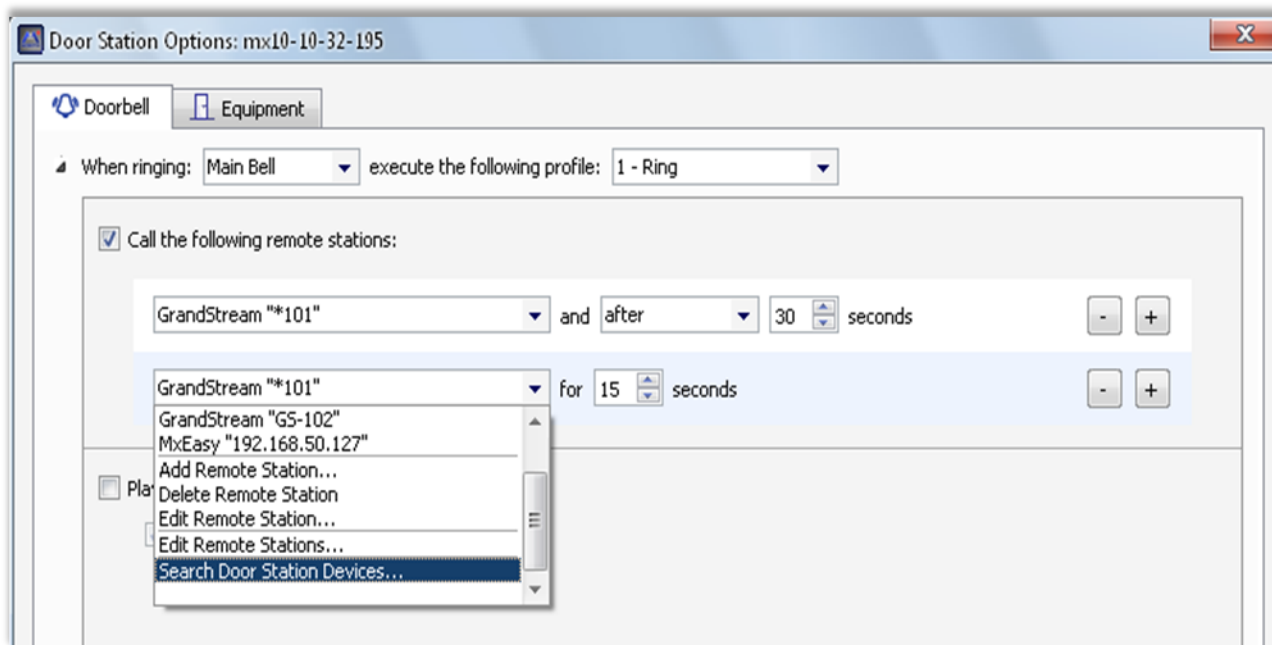 Door Station Options: mx10-10-32-195
Doorbell
Equipment
When ringing: Main Bell execute the following profile: 1 - Ring
Call the following remote stations:
GrandStream "*101" and after 30 seconds - +
GrandStream "*101" for 15 seconds - +
GrandStream "GS-102"
MxEasy "192.168.50.127"
Add Remote Station...
Delete Remote Station
Edit Remote Station...
Edit Remote Stations...
Search Door Station Devices...